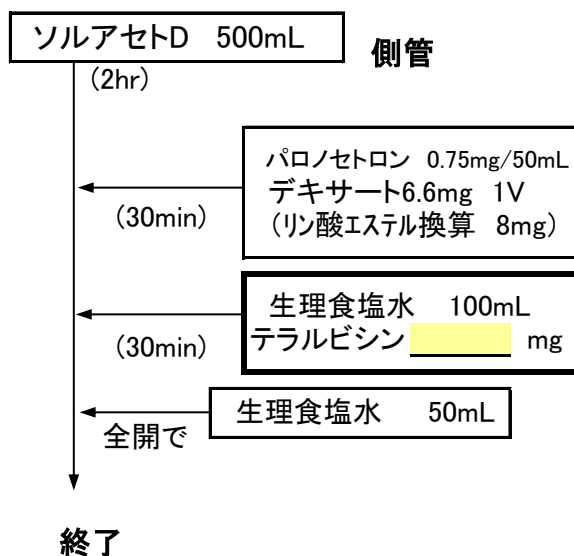 ソルアセトD 500mL
側管
(2hr)
パロノセトロン 0.75mg/50mL
デキサート6.6mg 1V
(リン酸エステル換算 8mg)
(30min)
生理食塩水 100mL
テラルビシン mg
(30min)
生理食塩水 50mL
全開で
終了